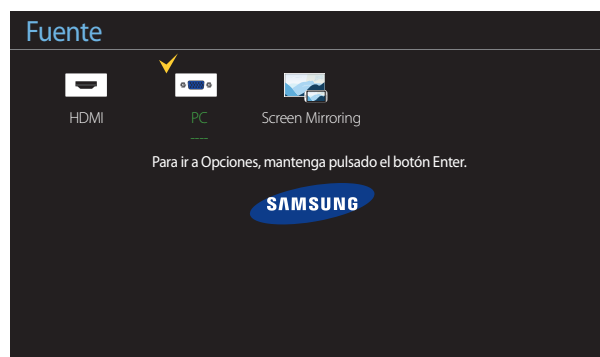 Fuente
HDMI PC Screen Mirroring
----
Para ir a Opciones, mantenga pulsado el botón Enter.
SAMSUNG